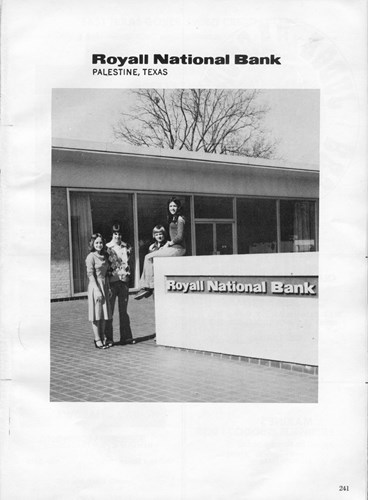 Royall National Bank
PALESTINE, TEXAS
Royall National Bank
241